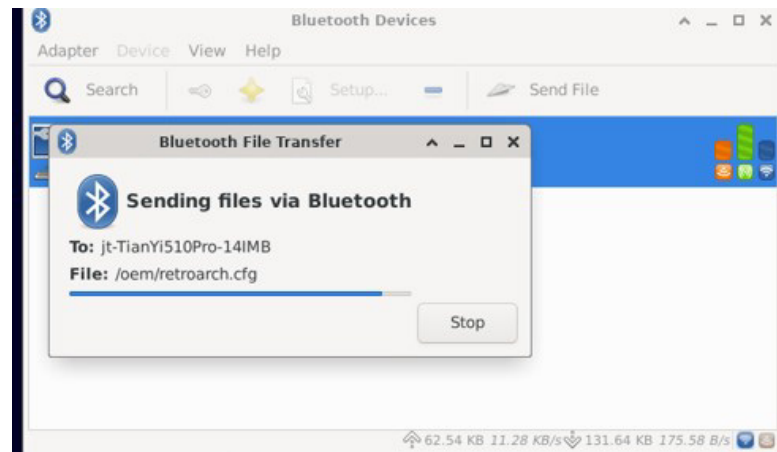 Bluetooth Devices
Adapter Device View Help
Search Setup... Send File
Bluetooth File Transfer
Sending files via Bluetooth
To: jt-TianYi510Pro-14IMB
File: /oem/retroarch.cfg
Stop
62.54 KB 11.28 KB/s 131.64 KB 175.58 B/s